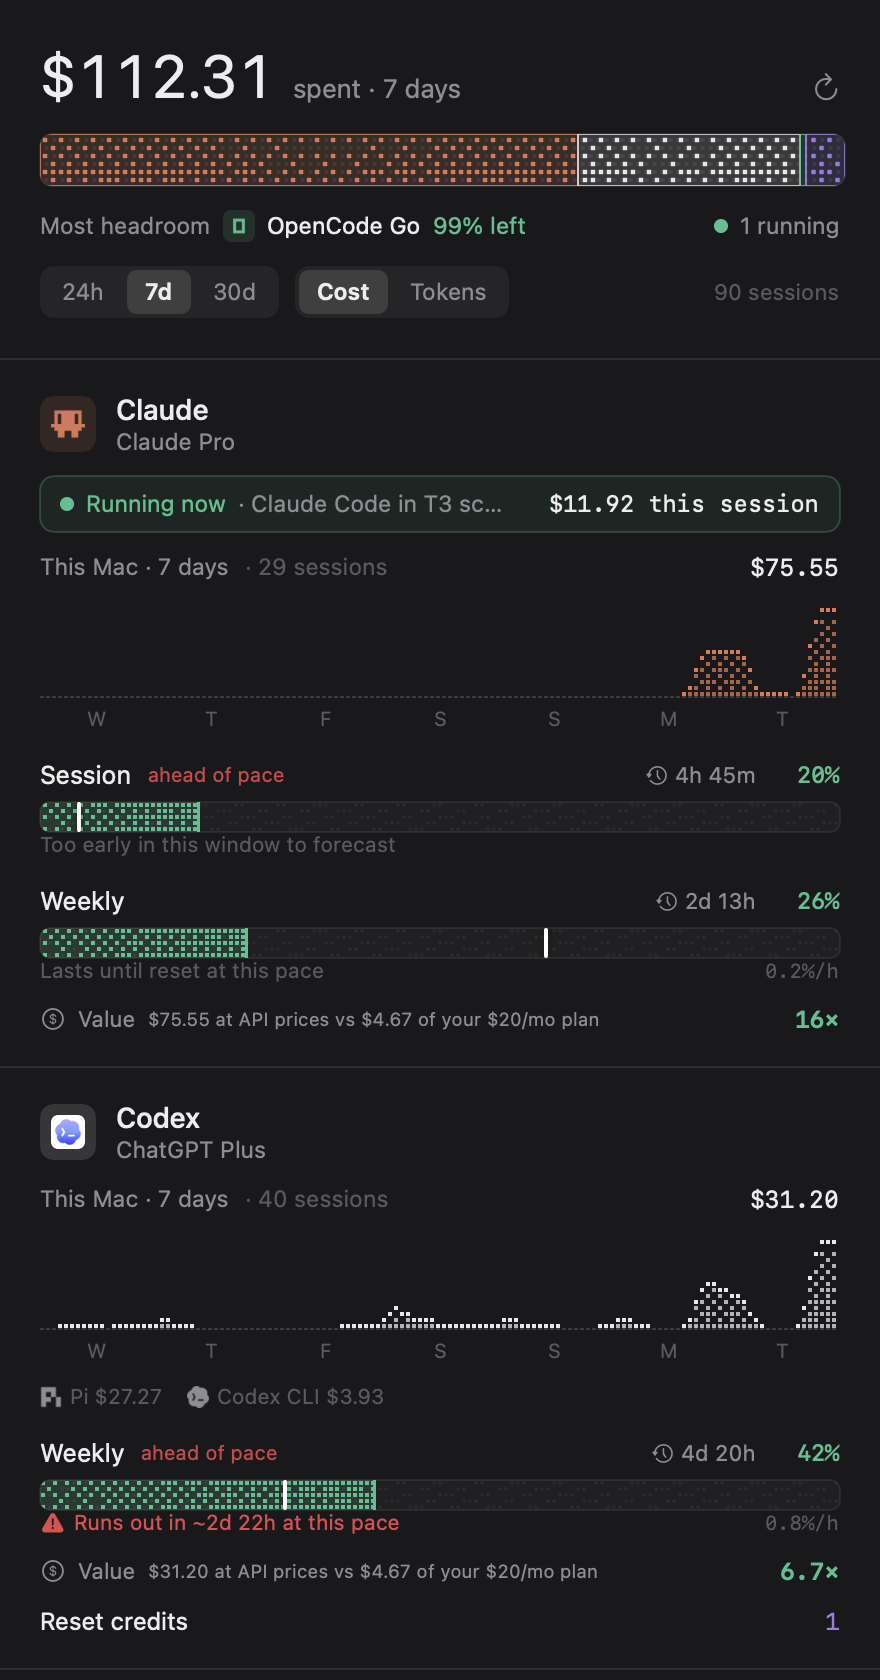 $112.31 spent · 7 days
Most headroom OpenCode Go 99% left 1 running
24h 7d 30d Cost Tokens 90 sessions
Claude
Claude Pro
Running now · Claude Code in T3 sc... $11.92 this session
This Mac · 7 days · 29 sessions $75.55
W T F S S M T
Session ahead of pace 4h 45m 20%
Too early in this window to forecast
Weekly 2d 13h 26%
Lasts until reset at this pace 0.2%/h
Value $75.55 at API prices vs $4.67 of your $20/mo plan 16×
Codex
ChatGPT Plus
This Mac · 7 days · 40 sessions $31.20
W T F S S M T
Pi $27.27 Codex CLI $3.93
Weekly ahead of pace 4d 20h 42%
Runs out in ~2d 22h at this pace 0.8%/h
Value $31.20 at API prices vs $4.67 of your $20/mo plan 6.7×
Reset credits 1